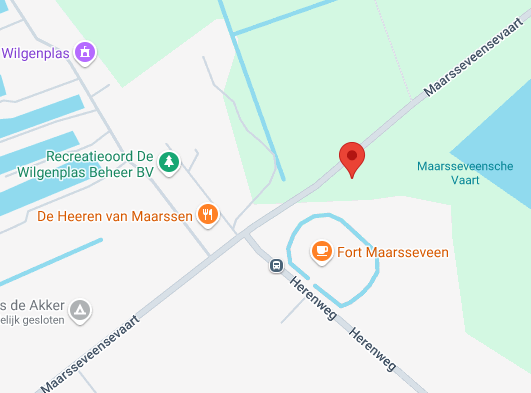 Wilgenplas
Maarsseveensevaart
Recreatieoord De
Wilgenplas Beheer BV
Maarsseveensche
Vaart
De Heeren van Maarssen
Fort Maarsseveen
Herenweg
s de Akker
elijk gesloten
Herenweg
Maarsseveensevaart